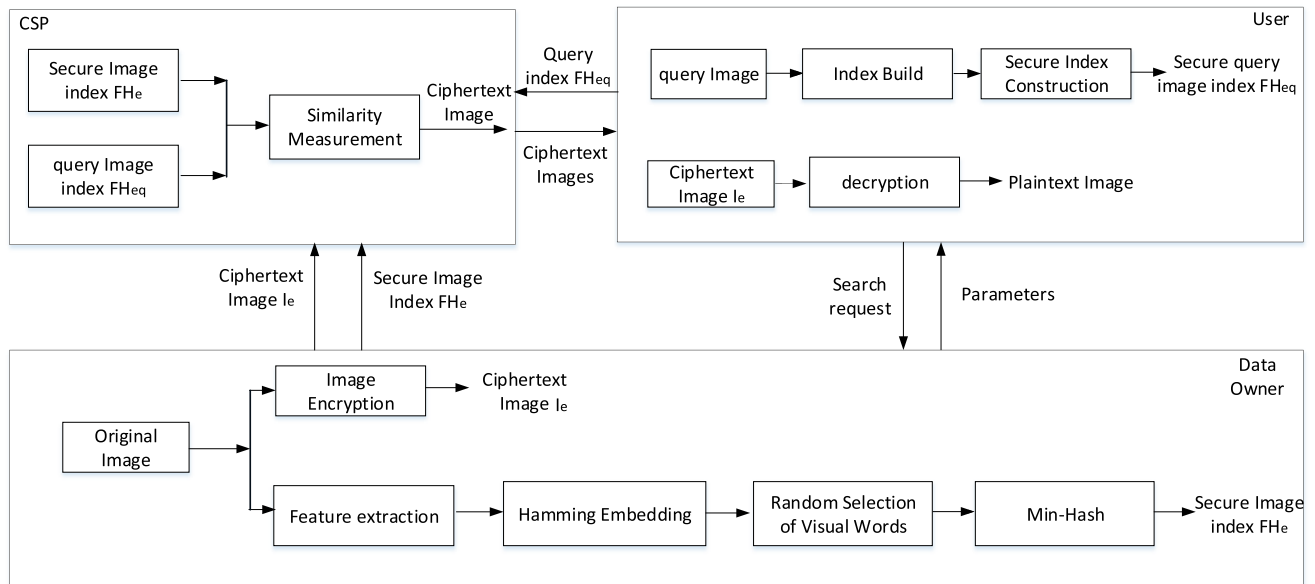 CSP
Secure Image
index FHe
query Image
index FHeq
Similarity
Measurement
Ciphertext
Image
Query
index FHeq
Ciphertext
Images
User
query Image
Index Build
Secure Index
Construction
Secure query
image index FHeq
Ciphertext
Image Ie
decryption
Plaintext Image
Ciphertext
Image Ie
Secure Image
Index FHe
Search
request
Parameters
Data
Owner
Original
Image
Image
Encryption
Ciphertext
Image Ie
Feature extraction
Hamming Embedding
Random Selection
of Visual Words
Min-Hash
Secure Image
index FHe